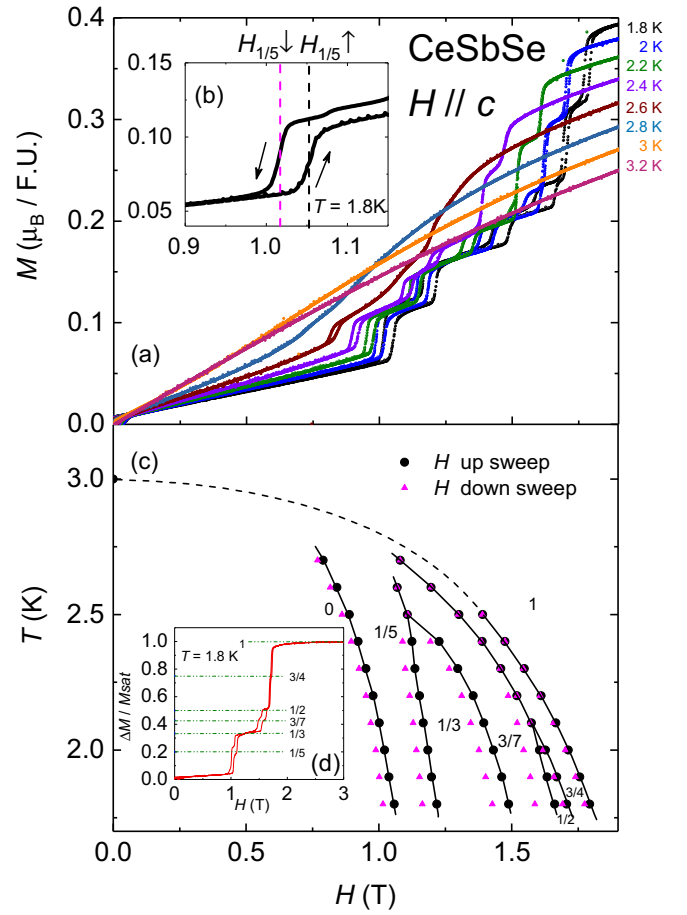 H1/5↓ H1/5↑
CeSbSe
H // c
(b)
T = 1.8K
0.15
0.10
0.05
0.9 1.0 1.1
1.8 K
2 K
2.2 K
2.4 K
2.6 K
2.8 K
3 K
3.2 K
0.4
0.3
0.2
0.1
0.0
M (μB / F.U.)
(a)
(c)
H up sweep
H down sweep
3.0
2.5
2.0
T (K)
0
1/5
1/3
3/7
1/2
3/4
1
T = 1.8 K
1
3/4
1/2
3/7
1/3
1/5
(d)
1.0
0.8
0.6
0.4
0.2
0.0
ΔM / Msat
0 1 2 3
H (T)
0.0 0.5 1.0 1.5
H (T)